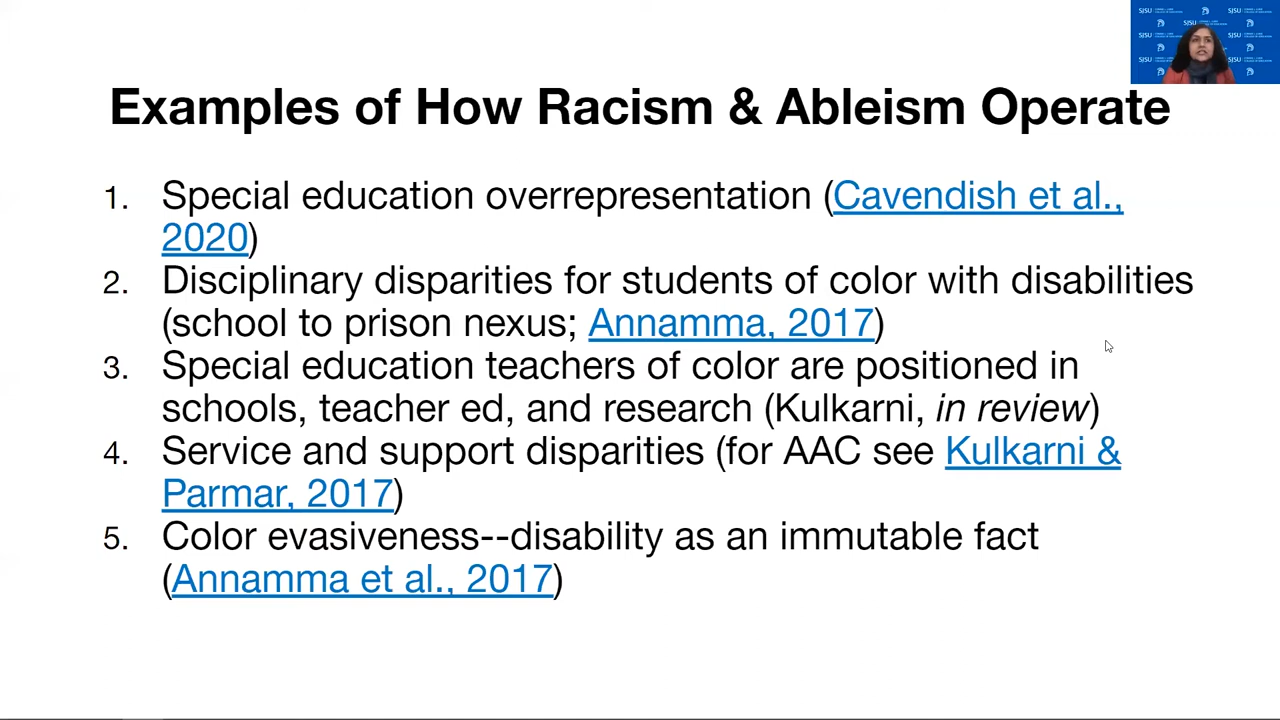 SJSU
Examples of How Racism & Ableism Operate
1. Special education overrepresentation (Cavendish et al.,
2020)
2. Disciplinary disparities for students of color with disabilities
(school to prison nexus; Annamma, 2017)
3. Special education teachers of color are positioned in
schools, teacher ed, and research (Kulkarni, in review)
4. Service and support disparities (for AAC see Kulkarni &
Parmar, 2017)
5. Color evasiveness--disability as an immutable fact
(Annamma et al., 2017)